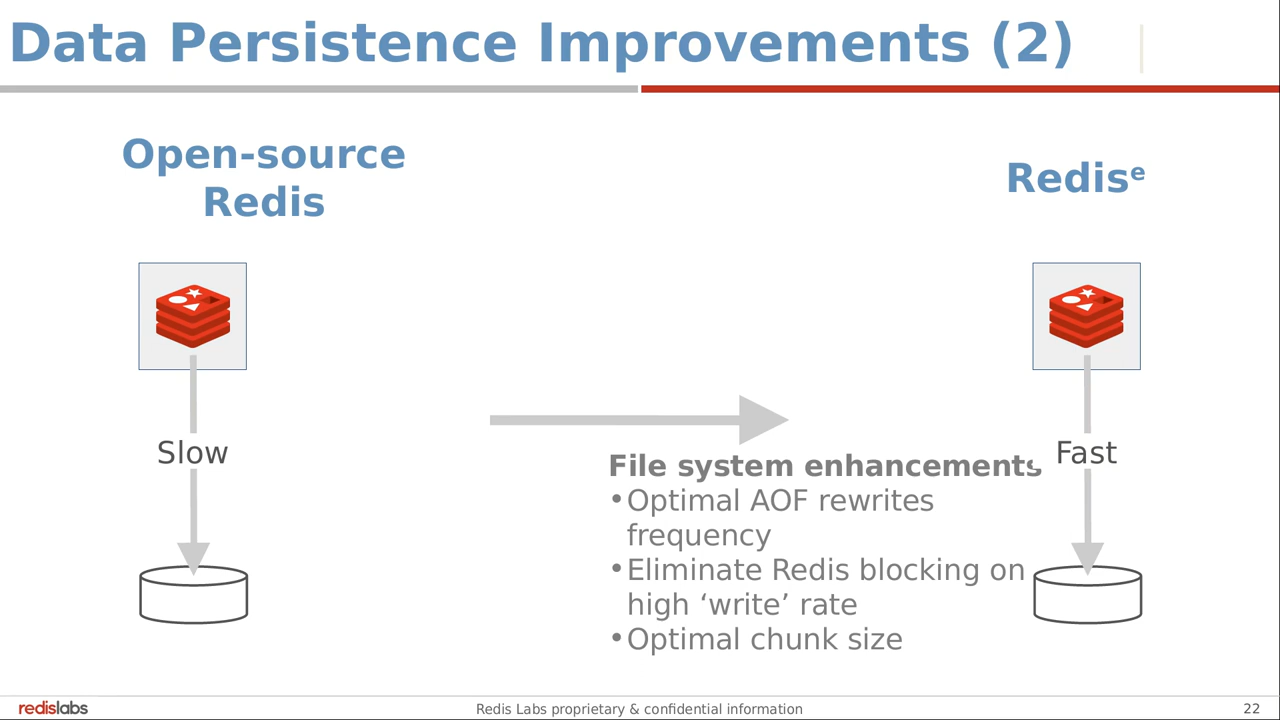 Data Persistence Improvements (2)
Open-source
Redis
Redisᵉ
Slow
File system enhancements
•Optimal AOF rewrites
frequency
•Eliminate Redis blocking on
high ‘write’ rate
•Optimal chunk size
Fast
redislabs
Redis Labs proprietary & confidential information
22